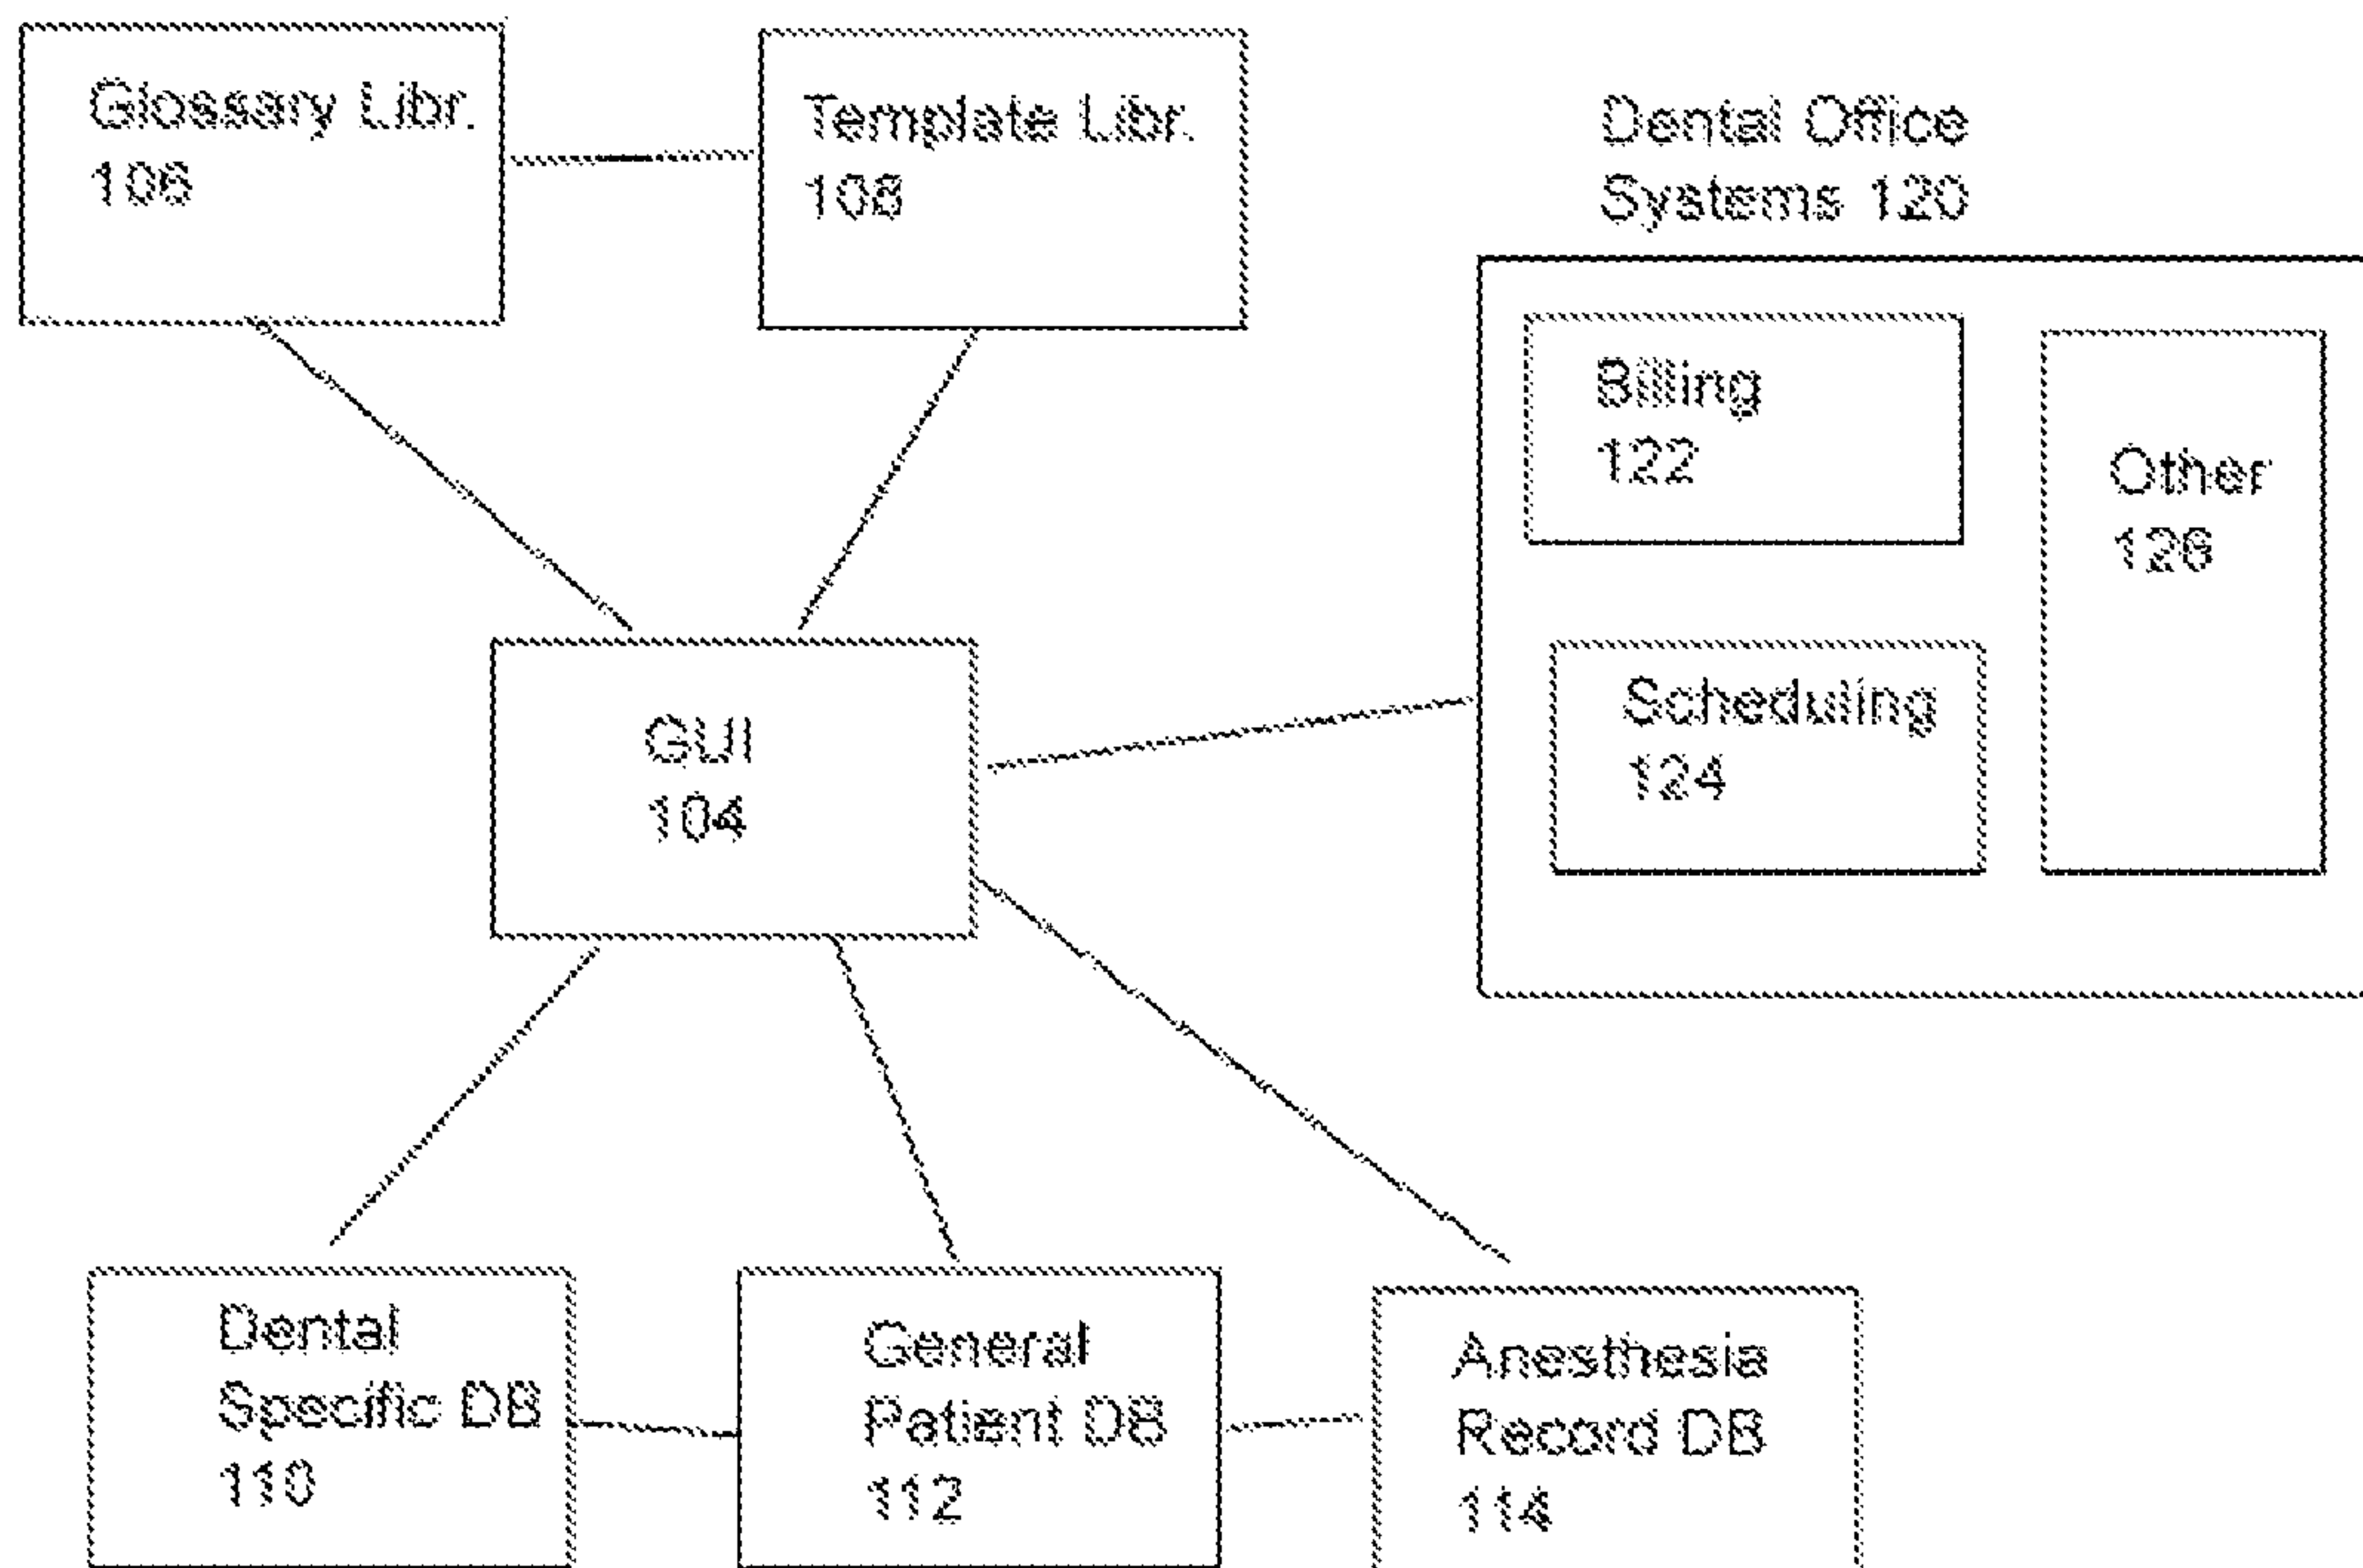 Glossary Libr.
106
Template Libr.
108
Dental Office
Systems 120
Billing
122
Other
126
Scheduling
124
GUI
104
Dental
Specific DB
110
General
Patient DB
112
Anesthesia
Record DB
114